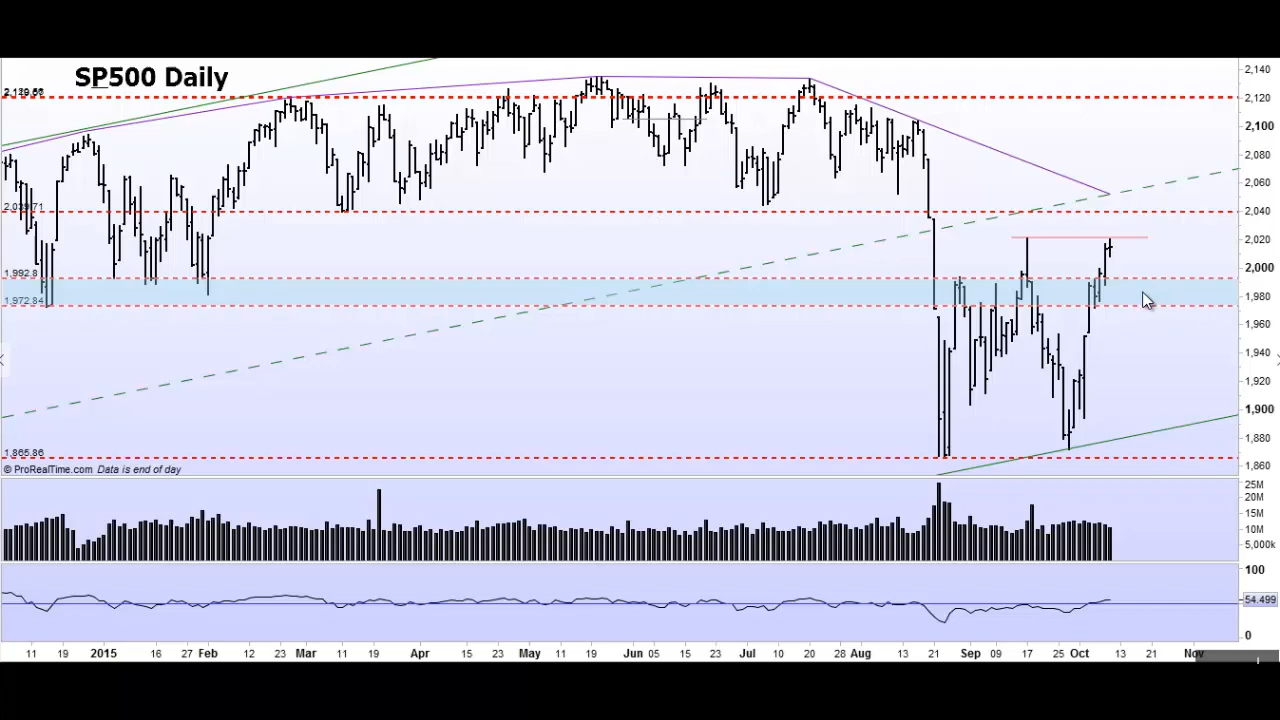 SP500 Daily
2,140
2,120
2,100
2,080
2,060
2,039.71
2,040
2,020
1,992.8
2,000
1,972.84
1,980
1,960
1,940
1,920
1,900
1,880
1,865.86
1,860
© ProRealTime.com Data is end of day
25M
20M
15M
10M
5,000k
100
54.499
0
11 19 2015 16 27 Feb 12 23 Mar 11 19 Apr 15 23 May 11 19 Jun 05 15 23 Jul 10 20 28 Aug 13 21 Sep 09 17 25 Oct 13 21 Nov